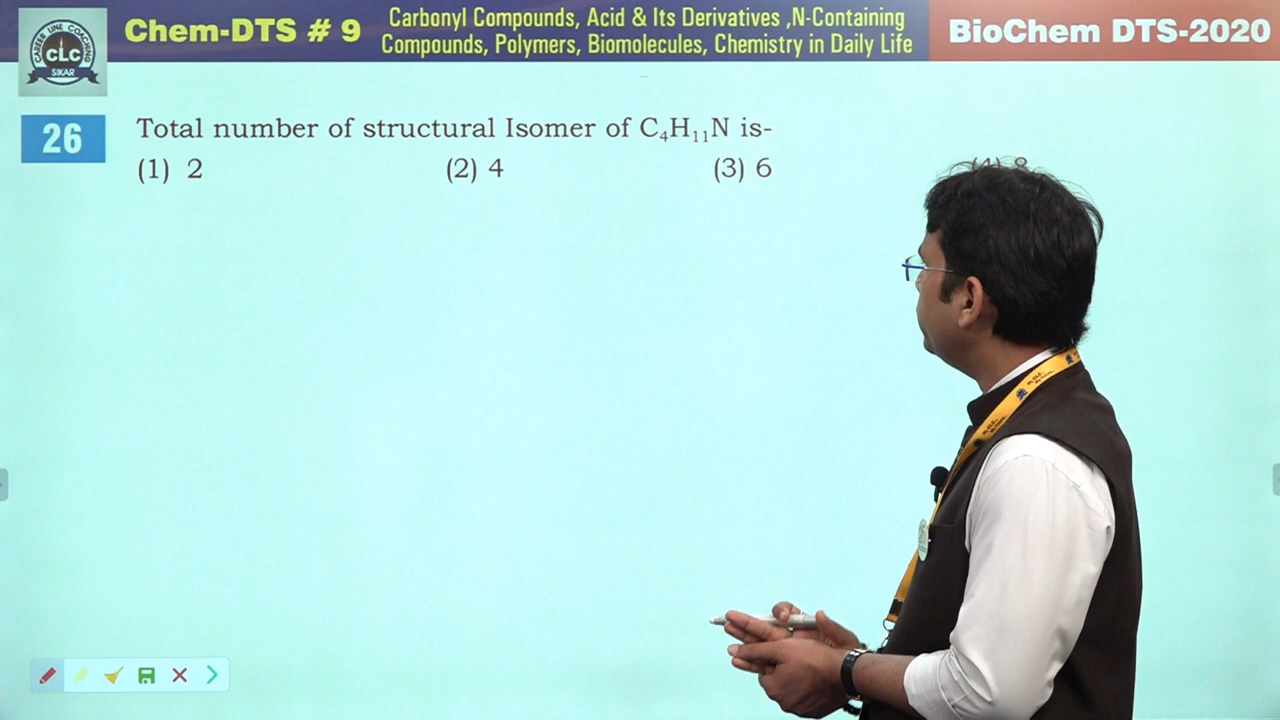 Chem-DTS # 9
Carbonyl Compounds, Acid & Its Derivatives ,N-Containing
Compounds, Polymers, Biomolecules, Chemistry in Daily Life
BioChem DTS-2020
CAREER LINE COACHING
CLC
SIKAR
26
Total number of structural Isomer of C₄H₁₁N is-
(1) 2
(2) 4
(3) 6
(4) 8